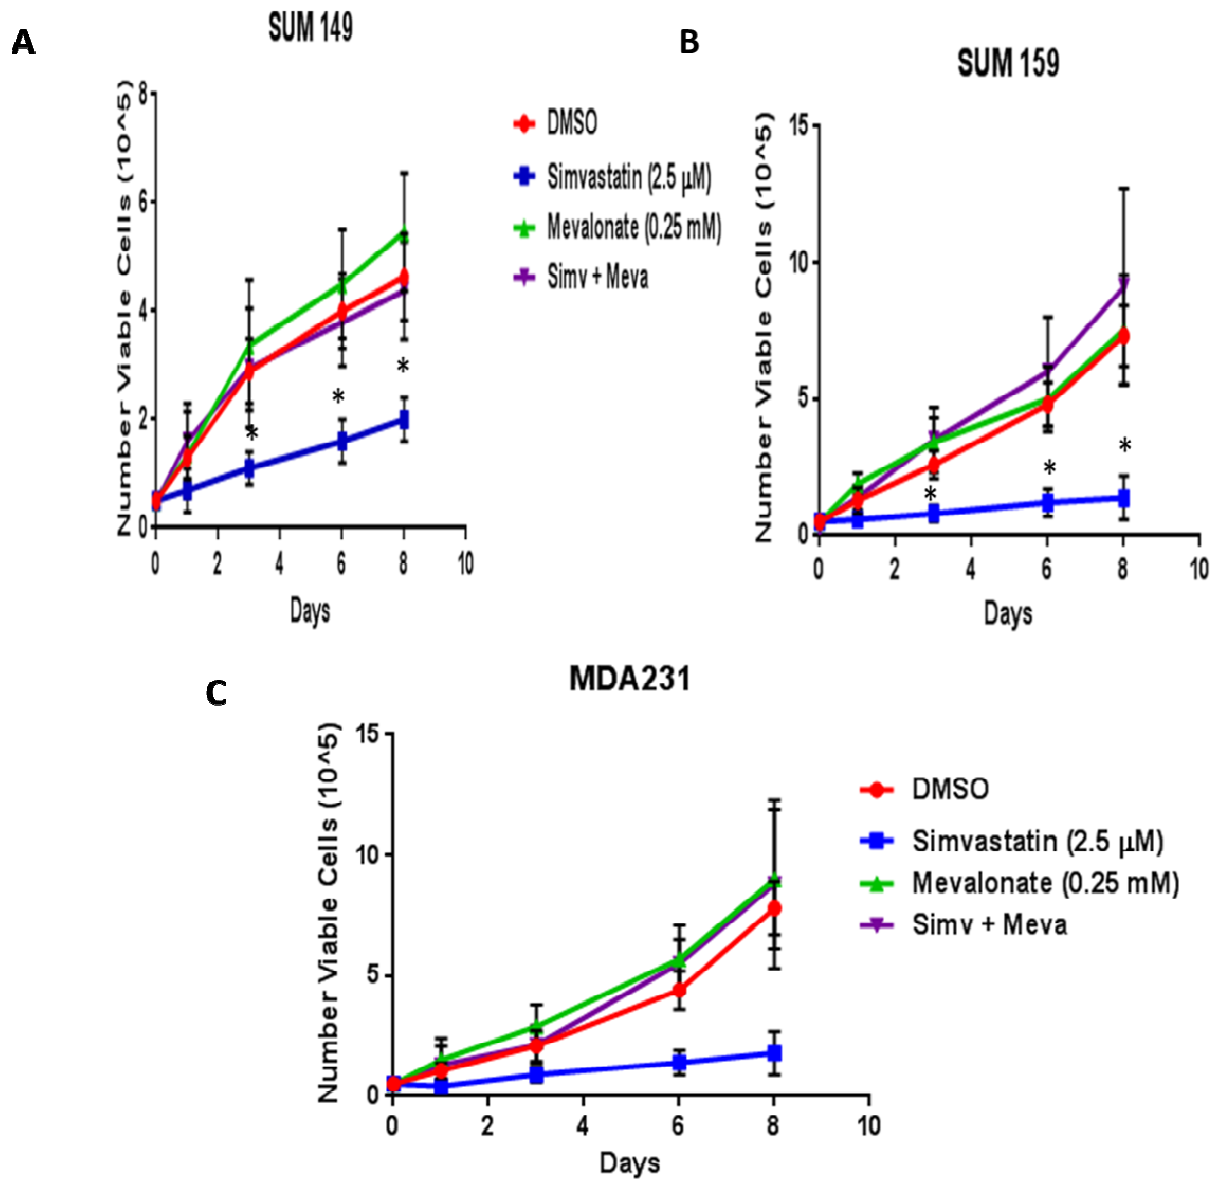 A
SUM 149
Number Viable Cells (10^5)
8
6
4
2
0
0 2 4 6 8 10
Days
*
*
*
DMSO
Simvastatin (2.5 µM)
Mevalonate (0.25 mM)
Simv + Meva
B
SUM 159
Number Viable Cells (10^5)
15
10
5
0
0 2 4 6 8 10
Days
*
*
*
C
MDA231
Number Viable Cells (10^5)
15
10
5
0
0 2 4 6 8 10
Days
DMSO
Simvastatin (2.5 µM)
Mevalonate (0.25 mM)
Simv + Meva